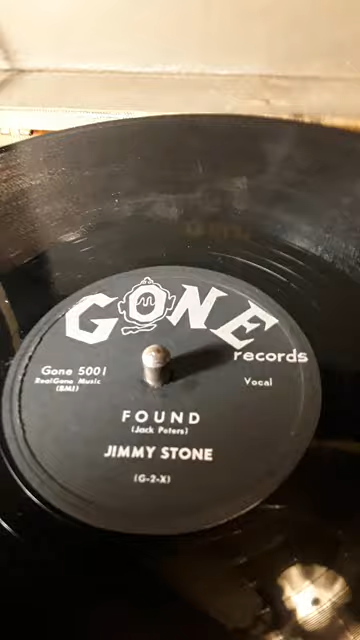 GONE
records
Gone 5001
RealGone Music
(BMI)
Vocal
FOUND
(Jack Peters)
JIMMY STONE
(G-2-X)